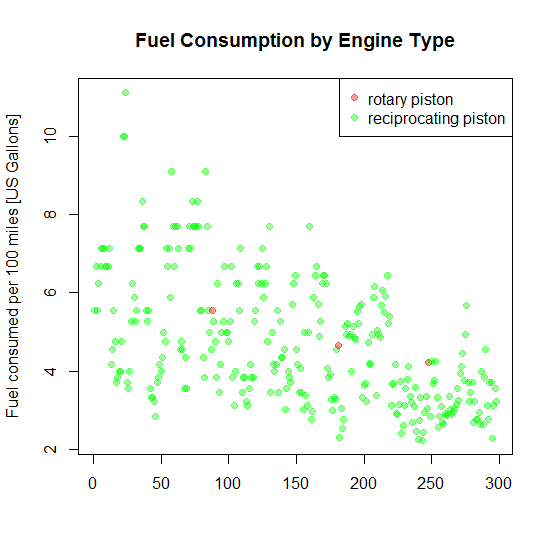 Fuel Consumption by Engine Type
rotary piston
reciprocating piston
Fuel consumed per 100 miles [US Gallons]
10
8
6
4
2
0 50 100 150 200 250 300